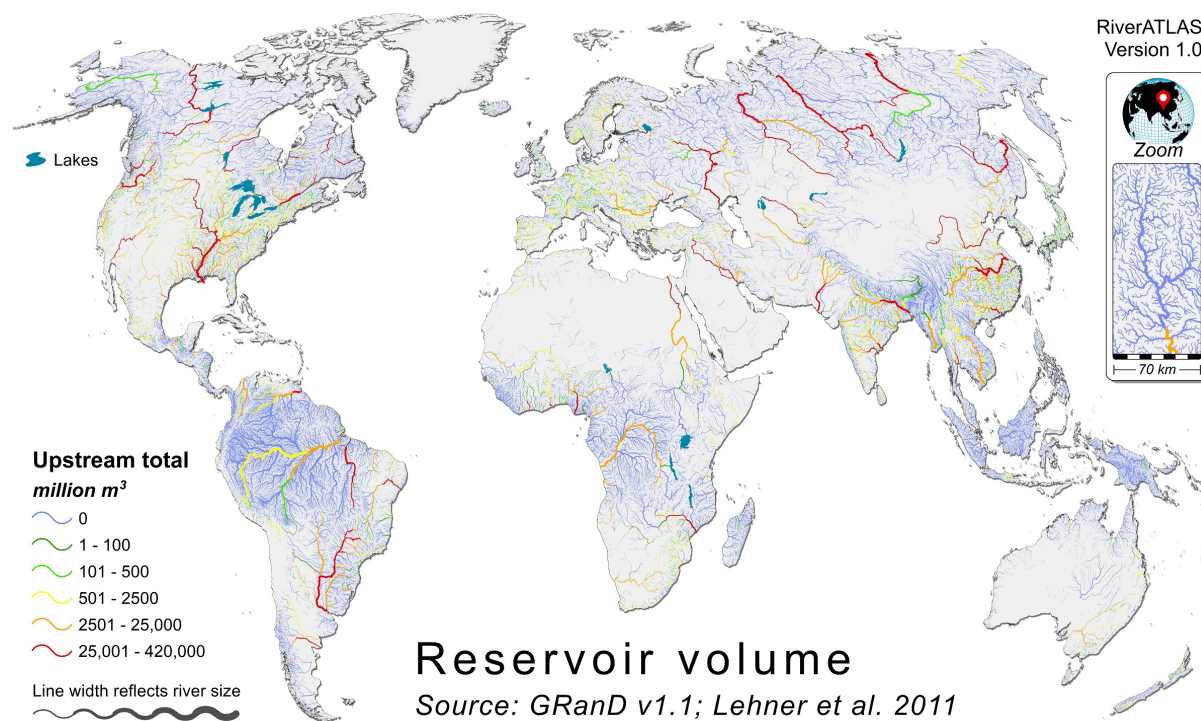 RiverATLAS
Version 1.0
Zoom
70 km
Lakes
Upstream total
million m³
0
1 - 100
101 - 500
501 - 2500
2501 - 25,000
25,001 - 420,000
Line width reflects river size
Reservoir volume
Source: GRanD v1.1; Lehner et al. 2011